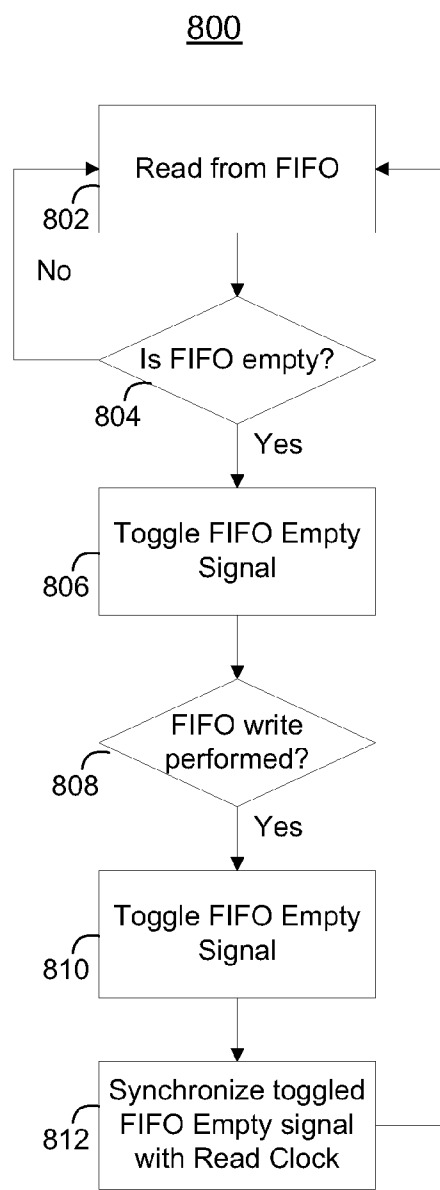 800
Read from FIFO
802
No
Is FIFO empty?
804
Yes
Toggle FIFO Empty
Signal
806
FIFO write
performed?
808
Yes
Toggle FIFO Empty
Signal
810
Synchronize toggled
FIFO Empty signal
with Read Clock
812